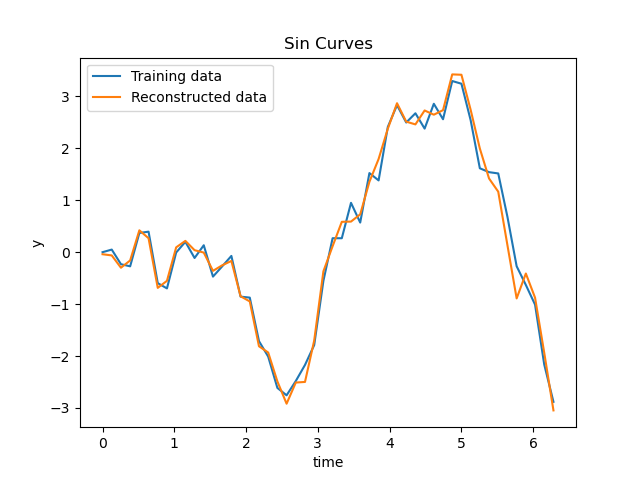 Sin Curves
Training data
Reconstructed data
3
2
1
0
−1
−2
−3
y
0 1 2 3 4 5 6
time